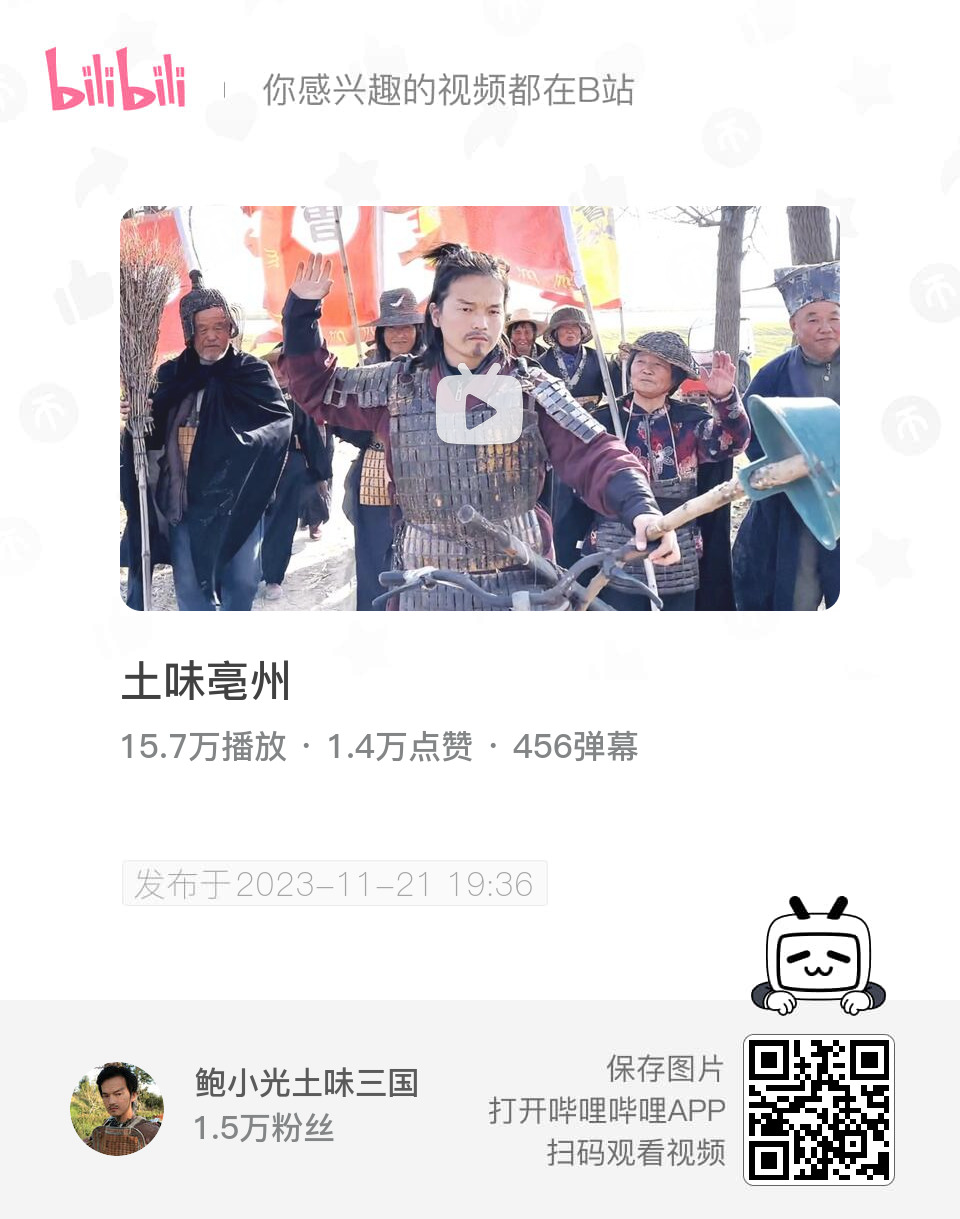 bilibili
你感兴趣的视频都在B站
曹
土味亳州
15.7万播放 · 1.4万点赞 · 456弹幕
发布于2023-11-21 19:36
鲍小光土味三国
1.5万粉丝
保存图片
打开哔哩哔哩APP
扫码观看视频